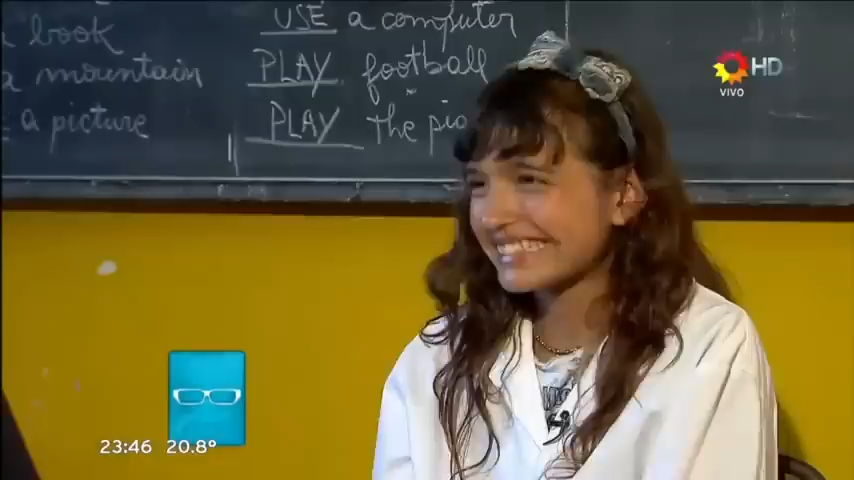 USE a computer
book
PLAY football
a mountain
PLAY the
a picture
HD
VIVO
23:46 20.8°